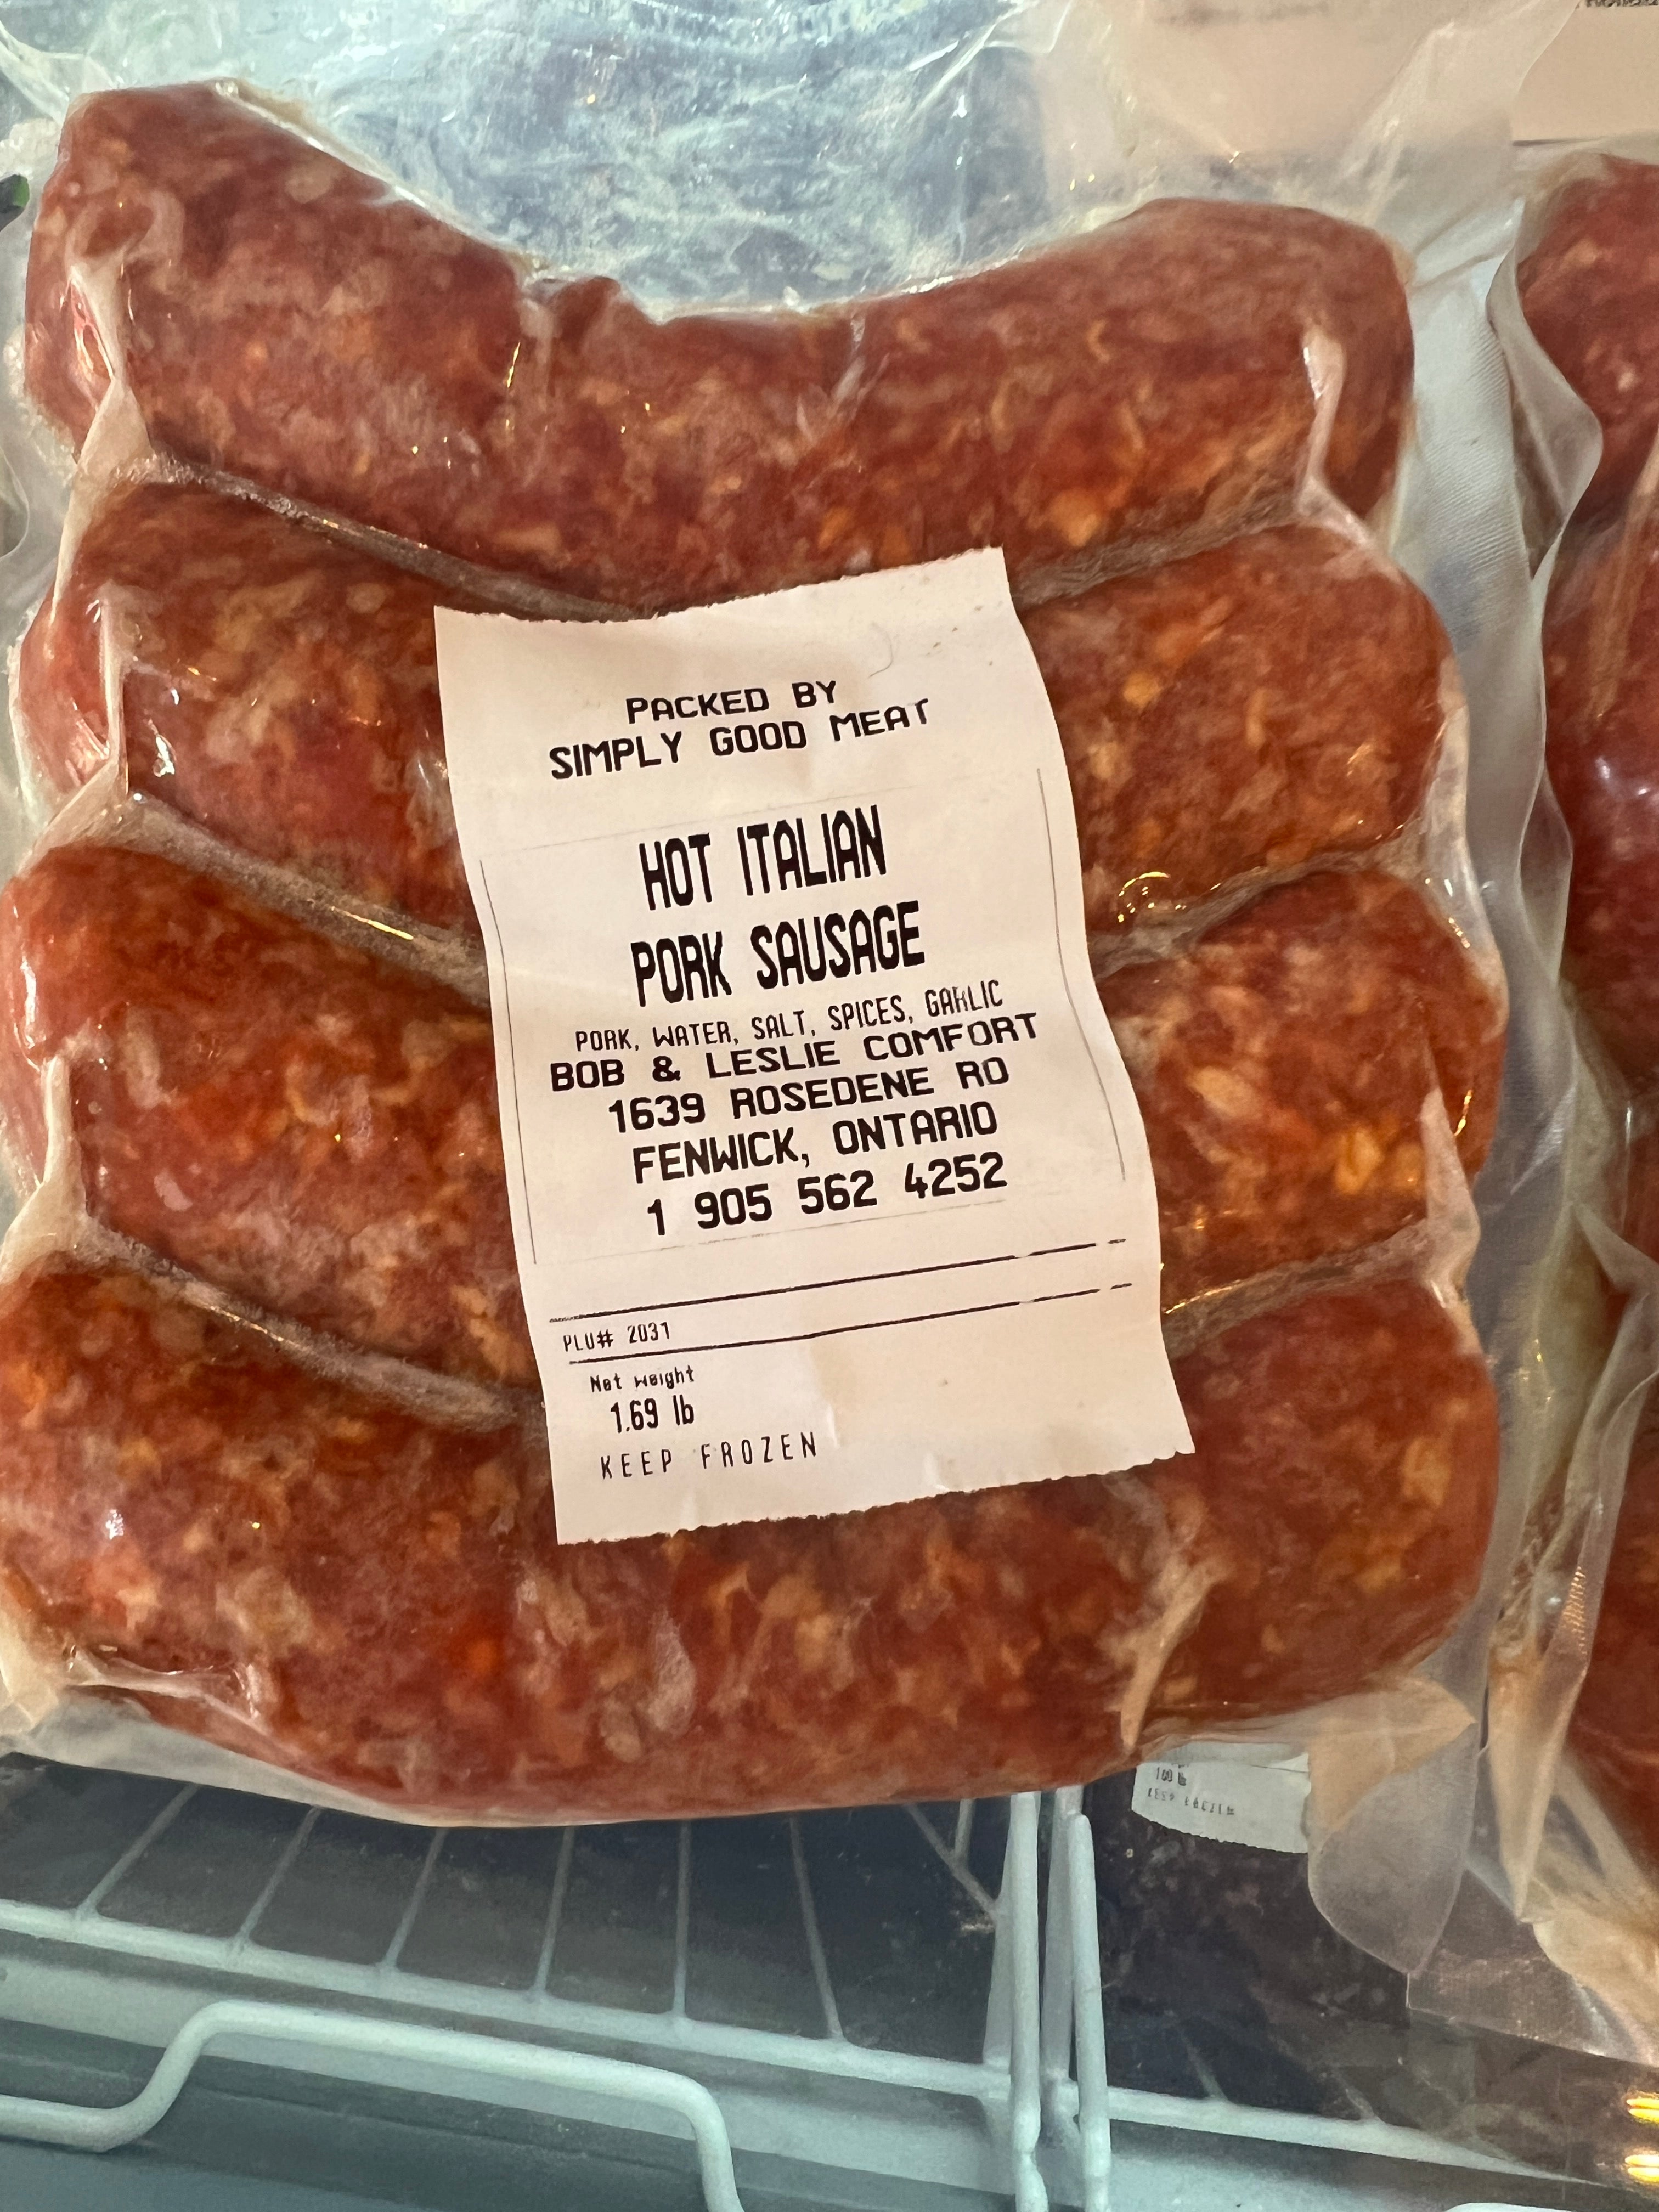 PACKED BY
SIMPLY GOOD MEAT
HOT ITALIAN
PORK SAUSAGE
PORK, WATER, SALT, SPICES, GARLIC
BOB & LESLIE COMFORT
1639 ROSEDENE RD
FENWICK, ONTARIO
1 905 562 4252
PLU# 2031
Net weight
1.69 lb
KEEP FROZEN